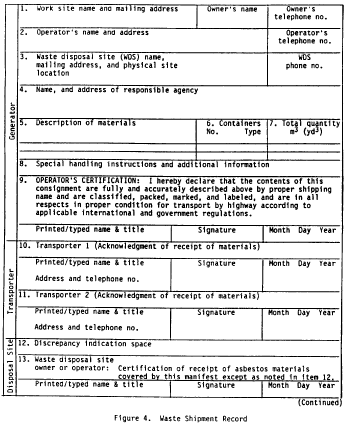 1. Work site name and mailing address Owner's name Owner's
telephone no.
2. Operator's name and address Operator's
telephone no.
3. Waste disposal site (WDS) name, WDS
mailing address, and physical site phone no.
location
4. Name, and address of responsible agency
5. Description of materials 6. Containers 7. Total quantity
No. Type m3 (yd3)
8. Special handling instructions and additional information
9. OPERATOR'S CERTIFICATION: I hereby declare that the contents of this
consignment are fully and accurately described above by proper shipping
name and are classified, packed, marked, and labeled, and are in all
respects in proper condition for transport by highway according to
applicable international and government regulations.
Printed/typed name & title Signature Month Day Year
Generator
10. Transporter 1 (Acknowledgment of receipt of materials)
Printed/typed name & title Signature Month Day Year
Address and telephone no.
11. Transporter 2 (Acknowledgment of receipt of materials)
Printed/typed name & title Signature Month Day Year
Address and telephone no.
Transporter
12. Discrepancy indication space
13. Waste disposal site
owner or operator: Certification of receipt of asbestos materials
covered by this manifest except as noted in item 12.
Printed/typed name & title Signature Month Day Year
Disposal Site
(Continued)
Figure 4. Waste Shipment Record